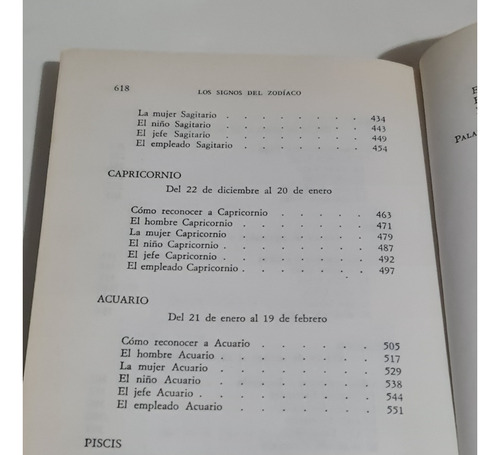 618 LOS SIGNOS DEL ZODÍACO
La mujer Sagitario . . . . . . . 434
El niño Sagitario . . . . . . . 443
El jefe Sagitario . . . . . . . 449
El empleado Sagitario . . . . . . 454
CAPRICORNIO
Del 22 de diciembre al 20 de enero
Cómo reconocer a Capricornio . . . . . 463
El hombre Capricornio . . . . . . 471
La mujer Capricornio . . . . . . 479
El niño Capricornio . . . . . . . 487
El jefe Capricornio . . . . . . . 492
El empleado Capricornio . . . . . . 497
ACUARIO
Del 21 de enero al 19 de febrero
Cómo reconocer a Acuario . . . . . . 505
El hombre Acuario . . . . . . . 517
La mujer Acuario . . . . . . . 529
El niño Acuario . . . . . . . 538
El jefe Acuario . . . . . . . . 544
El empleado Acuario . . . . . . . 551
PISCIS